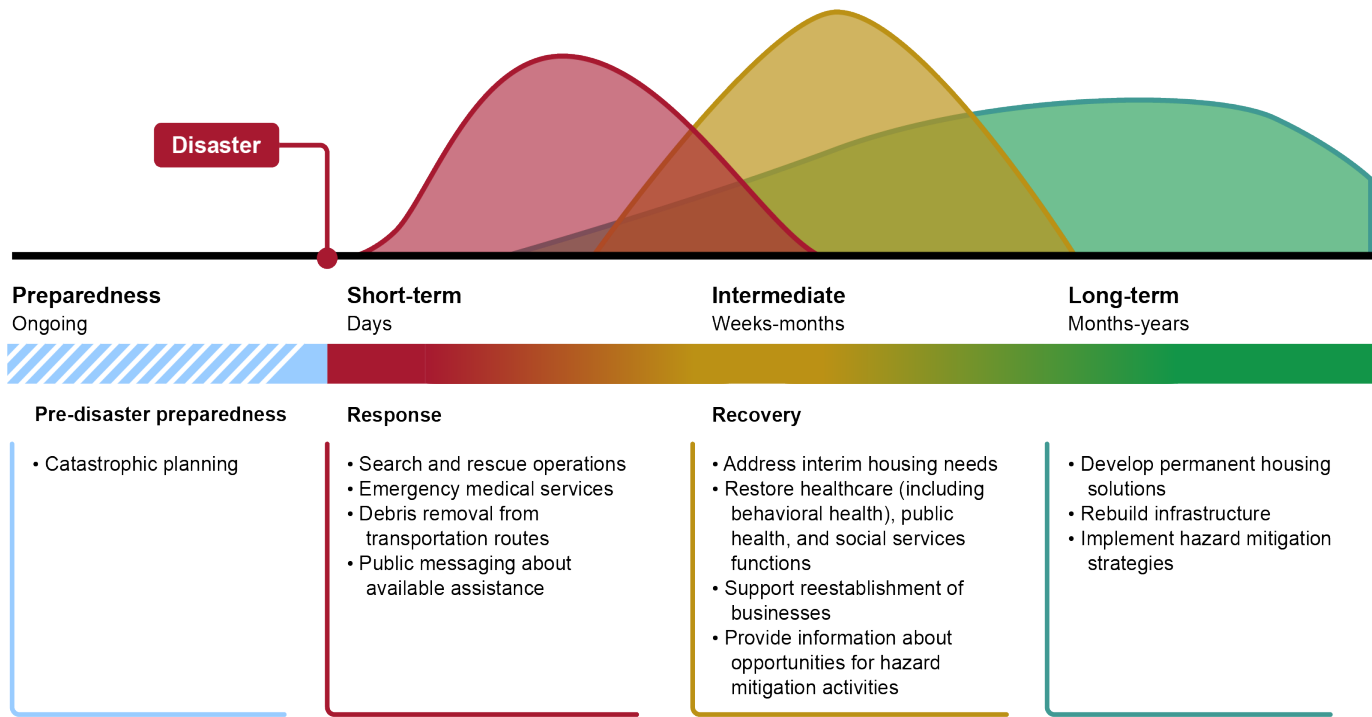 Disaster
Preparedness
Ongoing
Short-term
Days
Intermediate
Weeks-months
Long-term
Months-years
Pre-disaster preparedness
• Catastrophic planning
Response
• Search and rescue operations
• Emergency medical services
• Debris removal from
transportation routes
• Public messaging about
available assistance
Recovery
• Address interim housing needs
• Restore healthcare (including
behavioral health), public
health, and social services
functions
• Support reestablishment of
businesses
• Provide information about
opportunities for hazard
mitigation activities
• Develop permanent housing
solutions
• Rebuild infrastructure
• Implement hazard mitigation
strategies